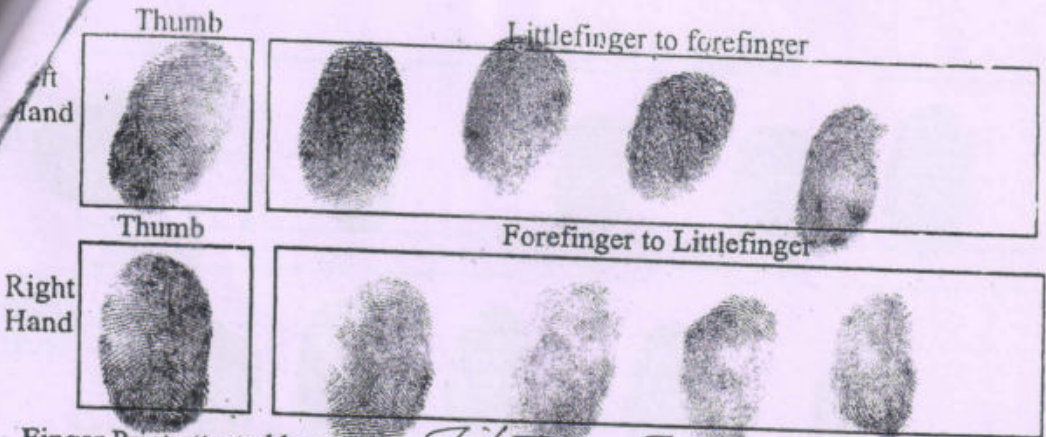 Thumb
Littlefinger to forefinger
Hand
Thumb
Forefinger to Littlefinger
Right
Hand